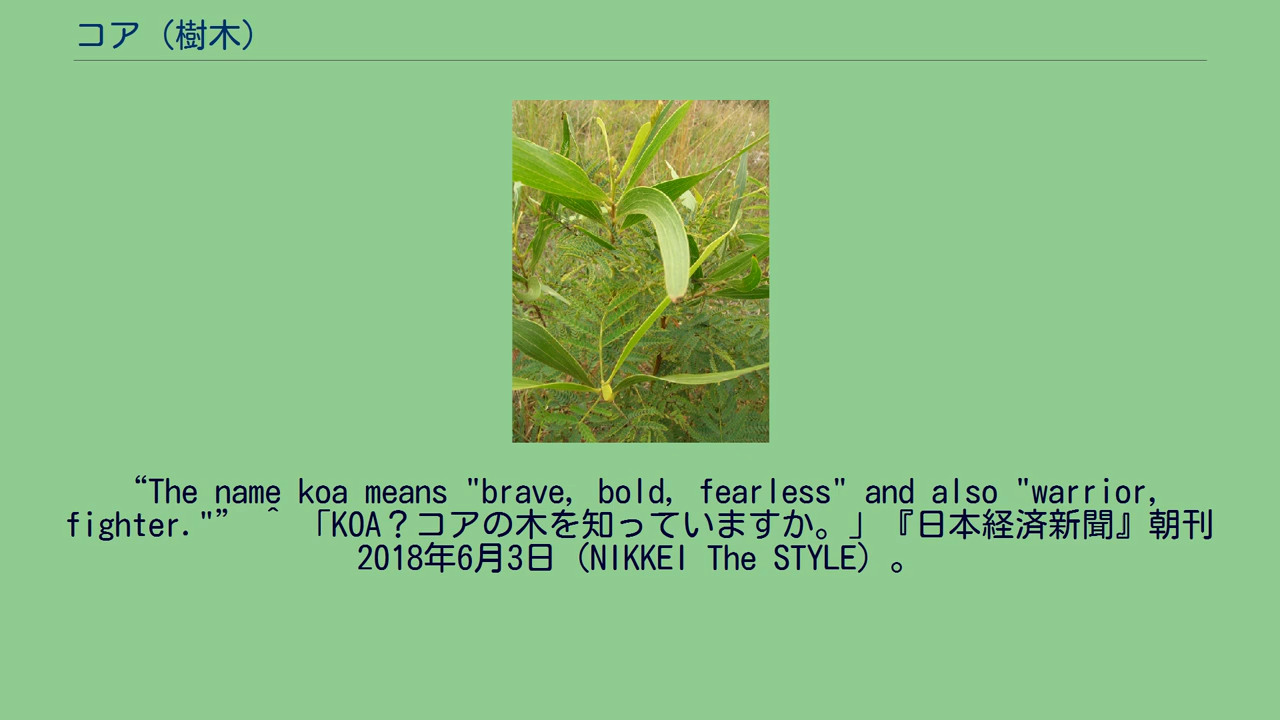 コア（樹木）
“The name koa means "brave, bold, fearless" and also "warrior,
fighter."” ^ 「KOA？コアの木を知っていますか。」『日本経済新聞』朝刊
2018年6月3日（NIKKEI The STYLE）。